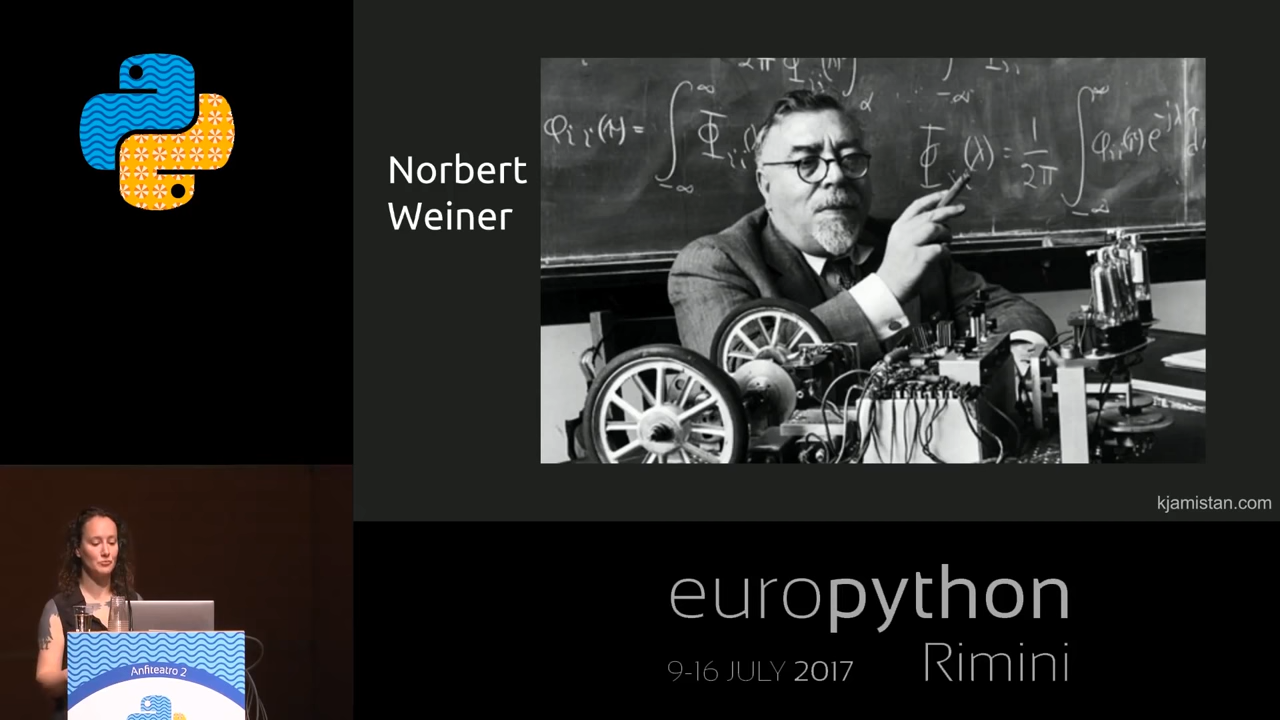 Norbert
Weiner
kjamistan.com
europython
Rimini
9-16 JULY 2017
Anfiteatro 2